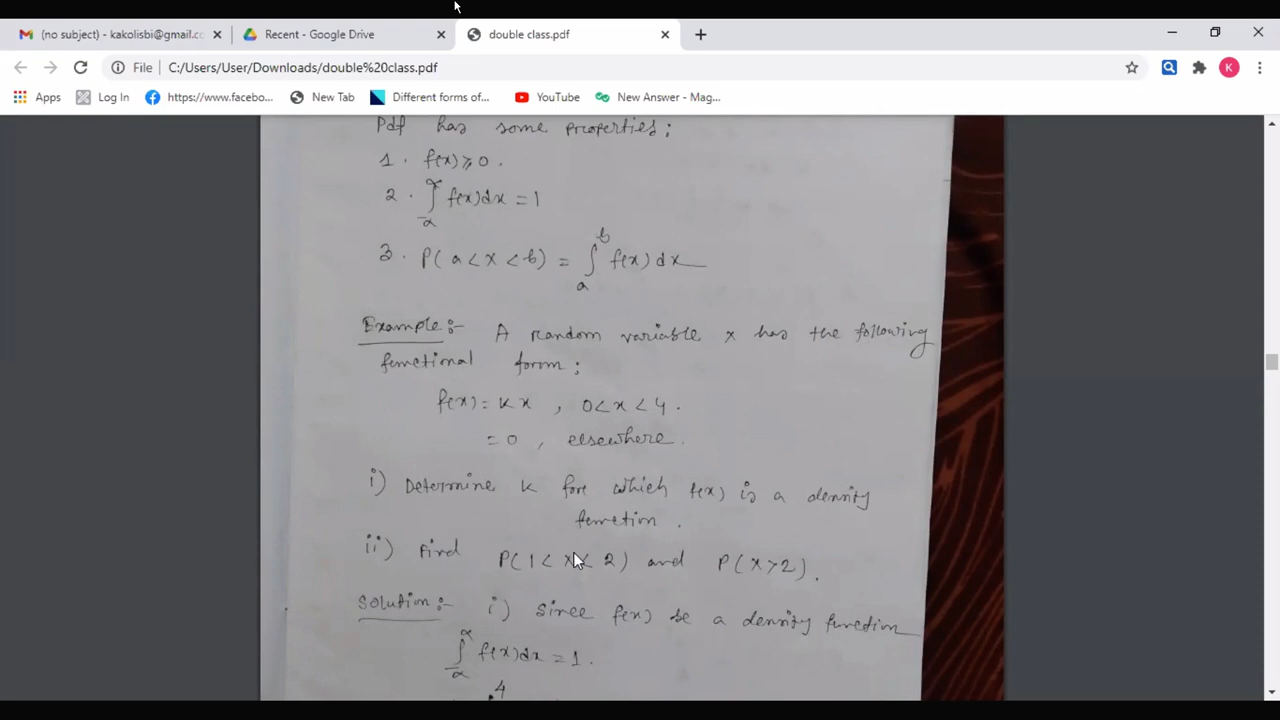 (no subject) - kakolisbi@gmail.co
Recent - Google Drive
double class.pdf
File
C:/Users/User/Downloads/double%20class.pdf
K
Apps
Log In
https://www.facebo...
New Tab
Different forms of...
YouTube
New Answer - Mag...
Pdf has some properties;
1. f(x) ⩾ 0.
2. ∫_{-α}^{α} f(x)dx = 1
3. P(a < x < b) = ∫_{a}^{b} f(x) dx
Example:- A random variable x has the following
functional form;
f(x) = kx , 0 < x < 4.
= 0 , elsewhere.
i) Determine k for which f(x) is a density
function.
ii) Find P(1 < x < 2) and P(x > 2).
Solution:- i) Since f(x) be a density function
∫_{-α}^{α} f(x)dx = 1.
4